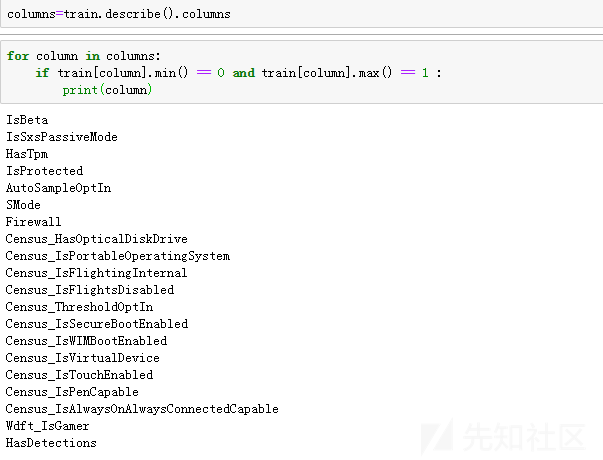 columns=train.describe().columns
for column in columns:
    if train[column].min() == 0 and train[column].max() == 1 :
        print(column)
IsBeta
IsSxsPassiveMode
HasTpm
IsProtected
AutoSampleOptIn
SMode
Firewall
Census_HasOpticalDiskDrive
Census_IsPortableOperatingSystem
Census_IsFlightingInternal
Census_IsFlightsDisabled
Census_ThresholdOptIn
Census_IsSecureBootEnabled
Census_IsWIMBootEnabled
Census_IsVirtualDevice
Census_IsTouchEnabled
Census_IsPenCapable
Census_IsAlwaysOnAlwaysConnectedCapable
Wdft_IsGamer
HasDetections
先知社区